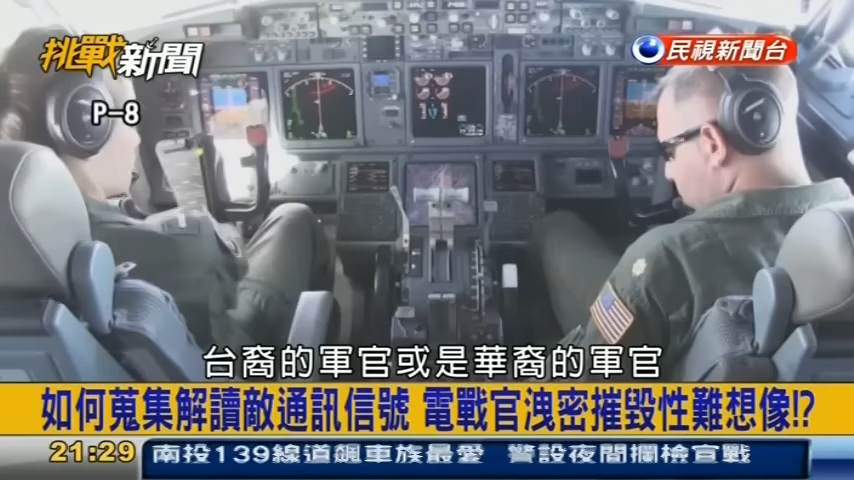 挑戰新聞
民視新聞台
P-8
台裔的軍官或是華裔的軍官
如何蒐集解讀敵通訊信號 電戰官洩密摧毀性難想像!?
21:29 南投139線道飆車族最愛 警設夜間攔檢宣戰